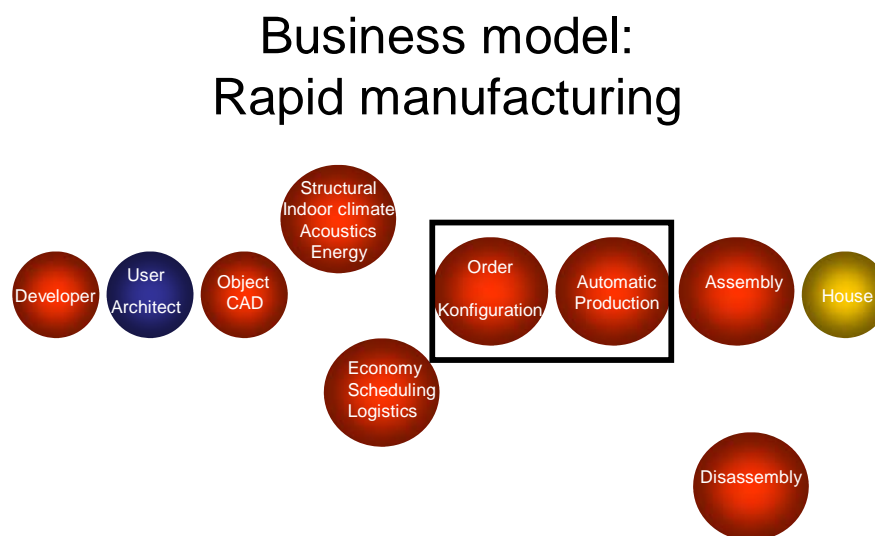 Business model:
Rapid manufacturing
Structural
Indoor climate
Acoustics
Energy
Developer
User
Architect
Object
CAD
Order
Konfiguration
Automatic
Production
Assembly
House
Economy
Scheduling
Logistics
Disassembly